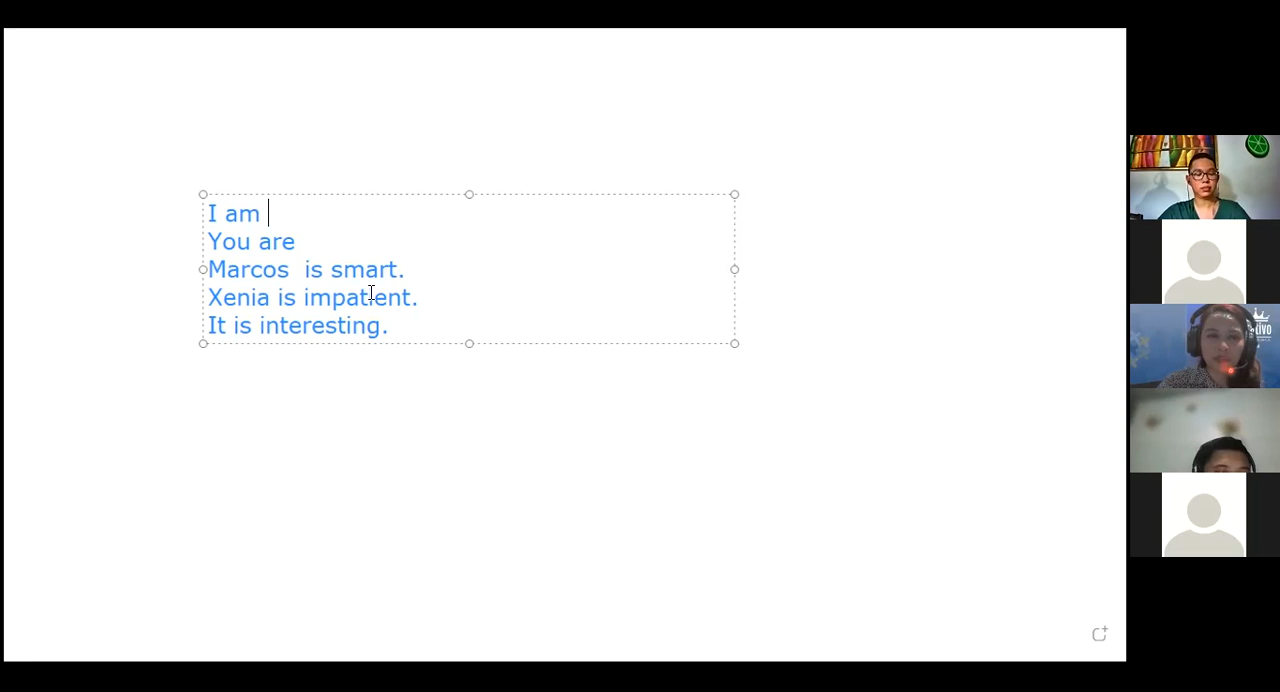 I am
You are
Marcos  is smart.
Xenia is impatient.
It is interesting.